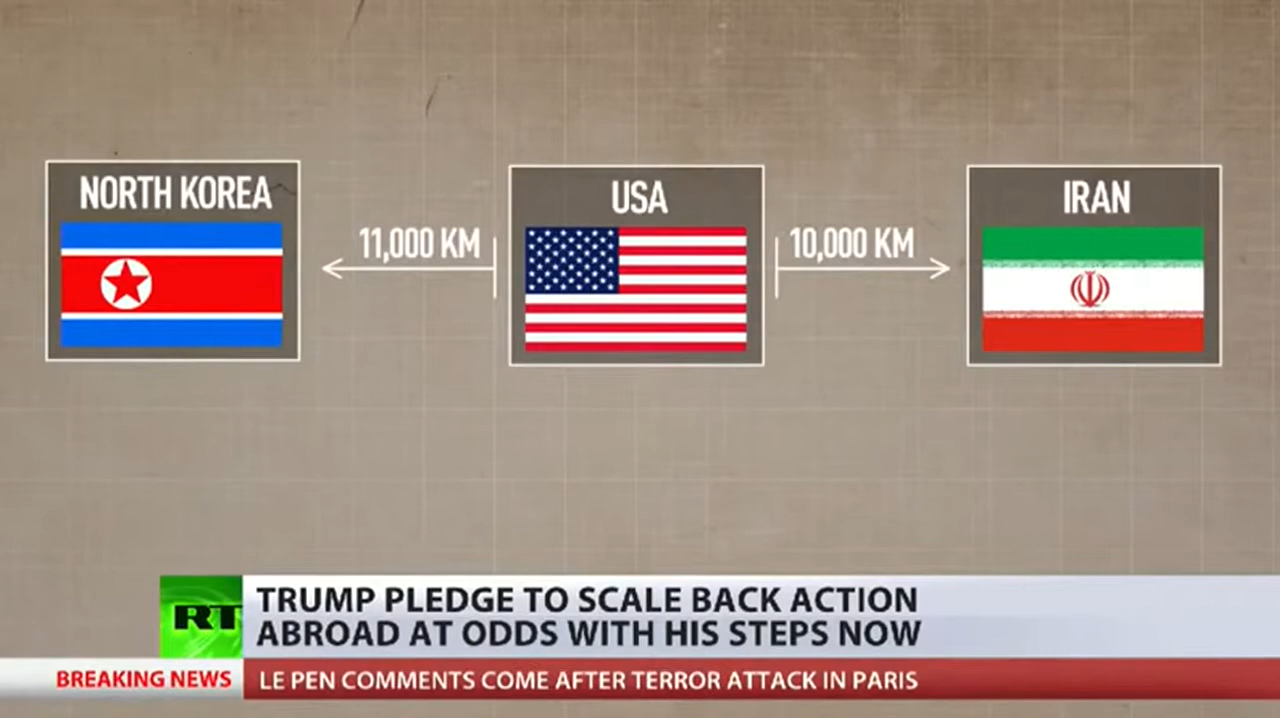 NORTH KOREA
11,000 KM
USA
10,000 KM
IRAN
RT
TRUMP PLEDGE TO SCALE BACK ACTION
ABROAD AT ODDS WITH HIS STEPS NOW
BREAKING NEWS
LE PEN COMMENTS COME AFTER TERROR ATTACK IN PARIS